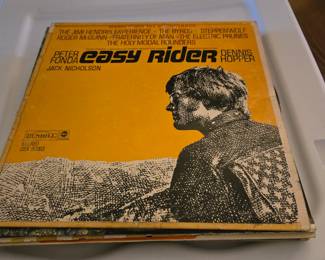 THE JIMI HENDRIX EXPERIENCE · THE BYRDS · STEPPENWOLF
ROGER McGUINN · FRATERNITY OF MAN · THE ELECTRIC PRUNES
THE HOLY MODAL ROUNDERS
PETER FONDA easy RiDER DENNIS HOPPER
JACK NICHOLSON
STEREO